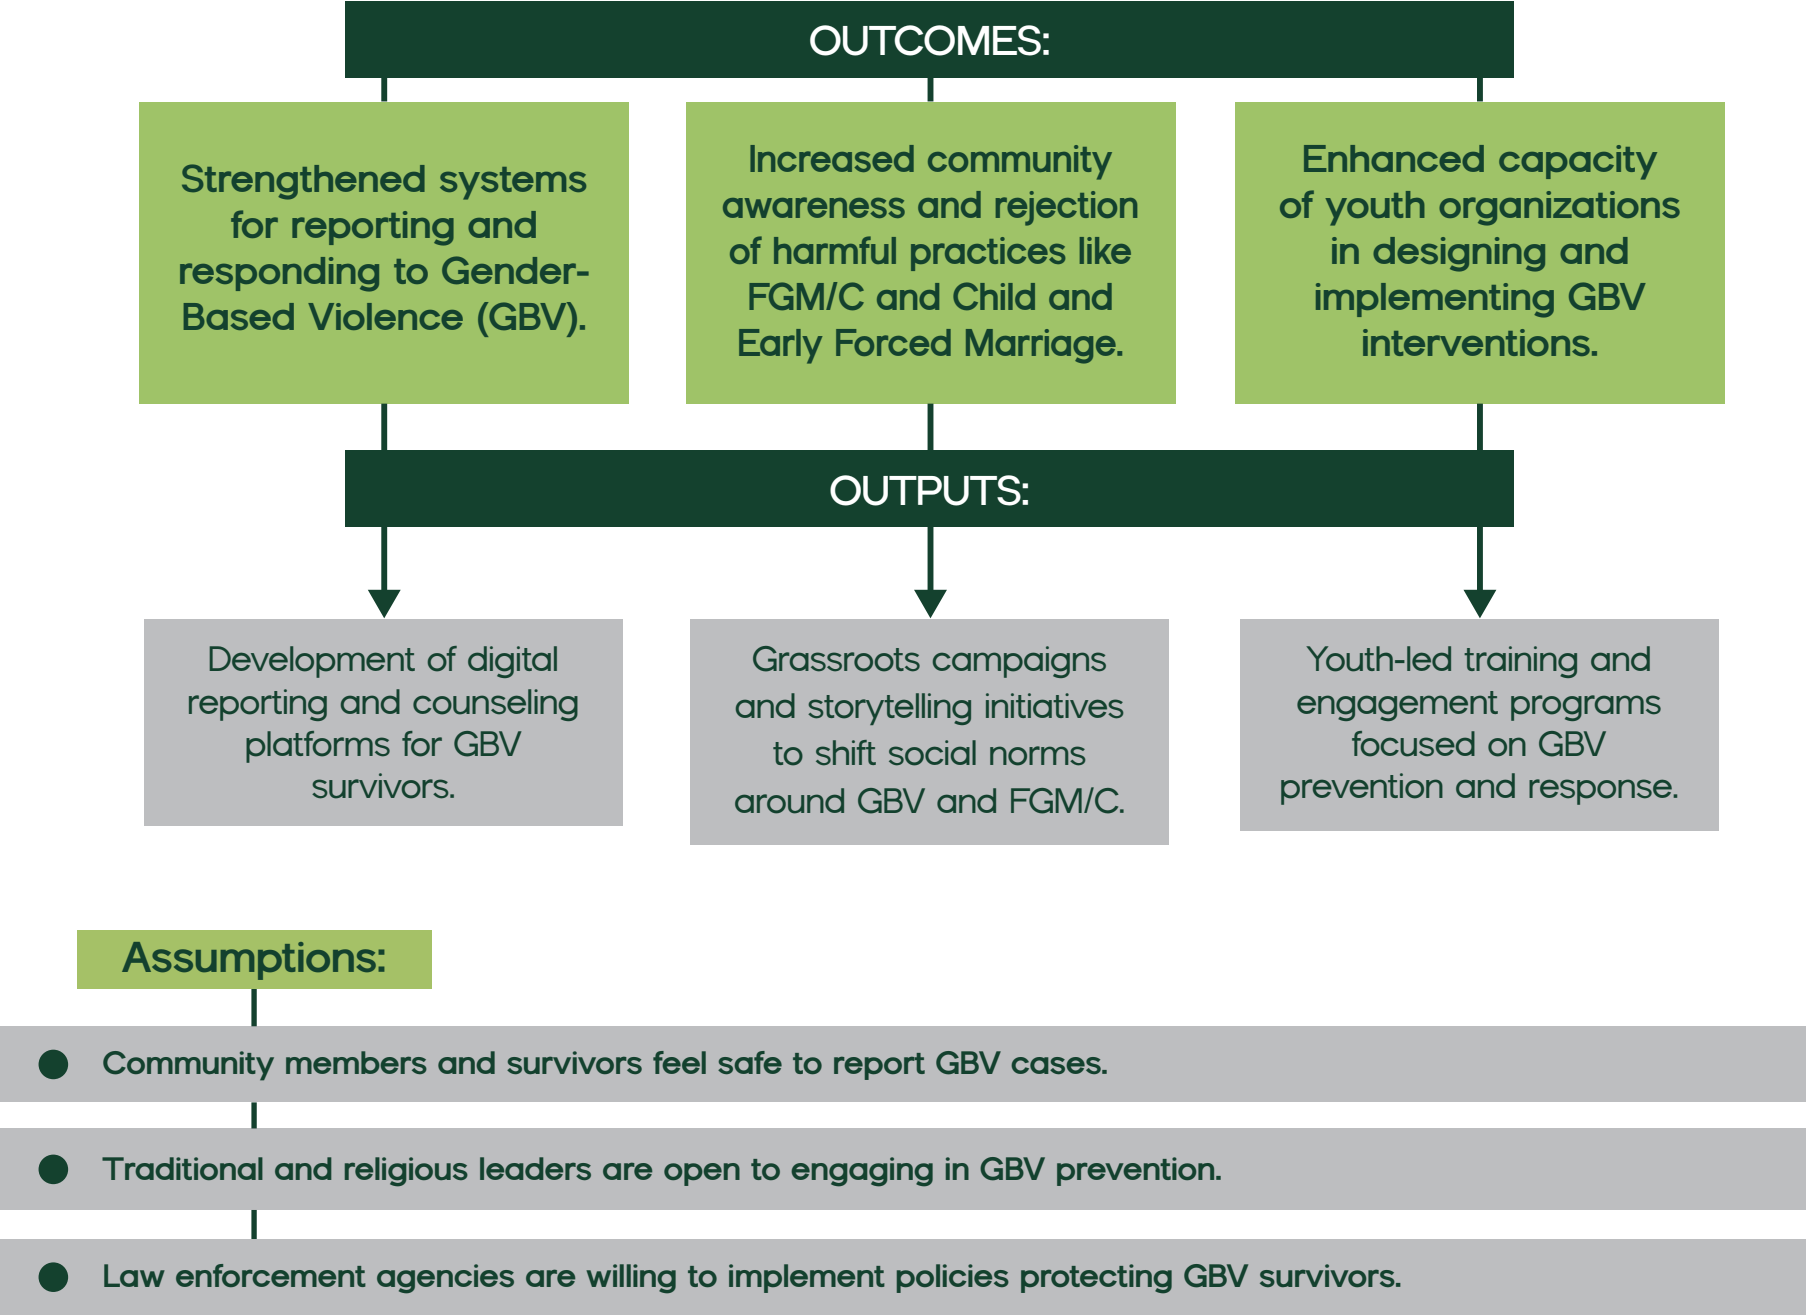 OUTCOMES:
Strengthened systems
for reporting and
responding to Gender-
Based Violence (GBV).
Increased community
awareness and rejection
of harmful practices like
FGM/C and Child and
Early Forced Marriage.
Enhanced capacity
of youth organizations
in designing and
implementing GBV
interventions.
OUTPUTS:
Development of digital
reporting and counseling
platforms for GBV
survivors.
Grassroots campaigns
and storytelling initiatives
to shift social norms
around GBV and FGM/C.
Youth-led training and
engagement programs
focused on GBV
prevention and response.
Assumptions:
Community members and survivors feel safe to report GBV cases.
Traditional and religious leaders are open to engaging in GBV prevention.
Law enforcement agencies are willing to implement policies protecting GBV survivors.